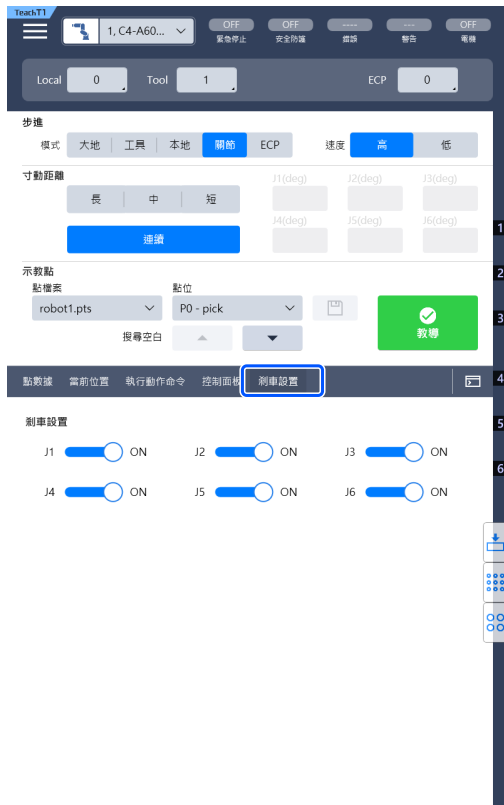 TeachT1
1, C4-A60...
OFF
緊急停止
OFF
安全防護
----
錯誤
---
警告
OFF
電機
Local 0 Tool 1 ECP 0
步進
模式 大地 工具 本地 關節 ECP 速度 高 低
寸動距離
長 中 短
J1(deg) J2(deg) J3(deg)
J4(deg) J5(deg) J6(deg)
連續
1
示教點
2
點檔案 點位
robot1.pts P0 - pick
3
教導
搜尋空白
點數據 當前位置 執行動作命令 控制面板 剎車設置
4
剎車設置
5
J1 ON J2 ON J3 ON
6
J4 ON J5 ON J6 ON